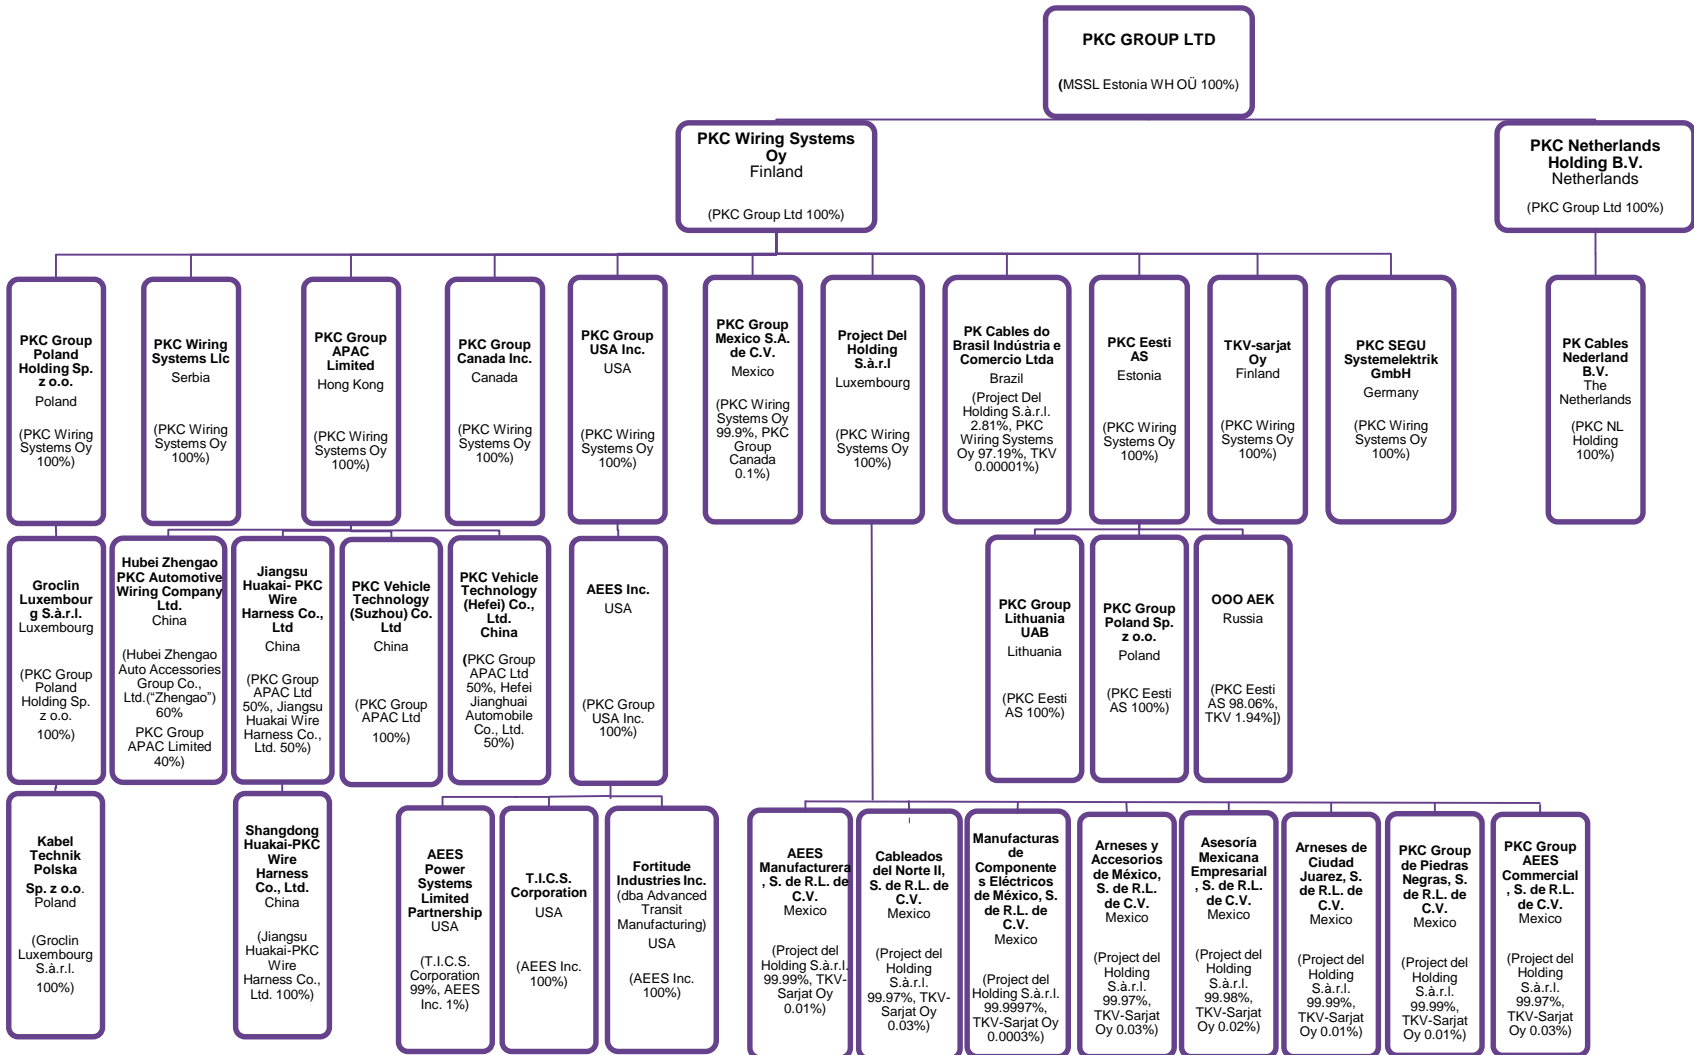 PKC GROUP LTD
(MSSL Estonia WH OÜ 100%)
PKC Wiring Systems
Oy
Finland
(PKC Group Ltd 100%)
PKC Netherlands
Holding B.V.
Netherlands
(PKC Group Ltd 100%)
PKC Group
Poland
Holding Sp.
z o.o.
Poland
(PKC Wiring
Systems Oy
100%)
PKC Wiring
Systems Llc
Serbia
(PKC Wiring
Systems Oy
100%)
PKC Group
APAC
Limited
Hong Kong
(PKC Wiring
Systems Oy
100%)
PKC Group
Canada Inc.
Canada
(PKC Wiring
Systems Oy
100%)
PKC Group
USA Inc.
USA
(PKC Wiring
Systems Oy
100%)
PKC Group
Mexico S.A.
de C.V.
Mexico
(PKC Wiring
Systems Oy
99.9%, PKC
Group
Canada
0.1%)
Project Del
Holding
S.à.r.l
Luxembourg
(PKC Wiring
Systems Oy
100%)
PK Cables do
Brasil Indústria e
Comercio Ltda
Brazil
(Project Del
Holding S.à.r.l.
2.81%, PKC
Wiring Systems
Oy 97.19%, TKV
0.00001%)
PKC Eesti
AS
Estonia
(PKC Wiring
Systems Oy
100%)
TKV-sarjat
Oy
Finland
(PKC Wiring
Systems Oy
100%)
PKC SEGU
Systemelektrik
GmbH
Germany
(PKC Wiring
Systems Oy
100%)
PK Cables
Nederland
B.V.
The
Netherlands
(PKC NL
Holding
100%)
Groclin
Luxembour
g S.à.r.l.
Luxembourg
(PKC Group
Poland
Holding Sp.
z o.o.
100%)
Hubei Zhengao
PKC Automotive
Wiring Company
Ltd.
China
(Hubei Zhengao
Auto Accessories
Group Co.,
Ltd.("Zhengao")
60%
PKC Group
APAC Limited
40%)
Jiangsu
Huakai- PKC
Wire
Harness Co.,
Ltd
China
(PKC Group
APAC Ltd
50%, Jiangsu
Huakai Wire
Harness Co.,
Ltd. 50%)
PKC Vehicle
Technology
(Suzhou) Co.
Ltd
China
(PKC Group
APAC Ltd
100%)
PKC Vehicle
Technology
(Hefei) Co.,
Ltd.
China
(PKC Group
APAC Ltd
50%, Hefei
Jianghuai
Automobile
Co., Ltd.
50%)
AEES Inc.
USA
(PKC Group
USA Inc.
100%)
PKC Group
Lithuania
UAB
Lithuania
(PKC Eesti
AS 100%)
PKC Group
Poland Sp.
z o.o.
Poland
(PKC Eesti
AS 100%)
OOO AEK
Russia
(PKC Eesti
AS 98.06%,
TKV 1.94%])
Kabel
Technik
Polska
Sp. z o.o.
Poland
(Groclin
Luxembourg
S.à.r.l.
100%)
Shangdong
Huakai-PKC
Wire
Harness
Co., Ltd.
China
(Jiangsu
Huakai-PKC
Wire
Harness Co.,
Ltd. 100%)
AEES
Power
Systems
Limited
Partnership
USA
(T.I.C.S.
Corporation
99%, AEES
Inc. 1%)
T.I.C.S.
Corporation
USA
(AEES Inc.
100%)
Fortitude
Industries Inc.
(dba Advanced
Transit
Manufacturing)
USA
(AEES Inc.
100%)
AEES
Manufacturera
, S. de R.L. de
C.V.
Mexico
(Project del
Holding S.à.r.l.
99.99%, TKV-
Sarjat Oy
0.01%)
Cableados
del Norte II,
S. de R.L. de
C.V.
Mexico
(Project del
Holding
S.à.r.l.
99.97%, TKV-
Sarjat Oy
0.03%)
Manufacturas
de
Componente
s Eléctricos
de México, S.
de R.L. de
C.V.
Mexico
(Project del
Holding S.à.r.l.
99.9997%,
TKV-Sarjat Oy
0.0003%)
Arneses y
Accesorios
de México,
S. de R.L.
de C.V.
Mexico
(Project del
Holding
S.à.r.l.
99.97%,
TKV-Sarjat
Oy 0.03%)
Asesoría
Mexicana
Empresarial
, S. de R.L.
de C.V.
Mexico
(Project del
Holding
S.à.r.l.
99.98%,
TKV-Sarjat
Oy 0.02%)
Arneses de
Ciudad
Juarez, S.
de R.L. de
C.V.
Mexico
(Project del
Holding
S.à.r.l.
99.99%,
TKV-Sarjat
Oy 0.01%)
PKC Group
de Piedras
Negras, S.
de R.L. de
C.V.
Mexico
(Project del
Holding
S.à.r.l.
99.99%,
TKV-Sarjat
Oy 0.01%)
PKC Group
AEES
Commercial
, S. de R.L.
de C.V.
Mexico
(Project del
Holding
S.à.r.l.
99.97%,
TKV-Sarjat
Oy 0.03%)